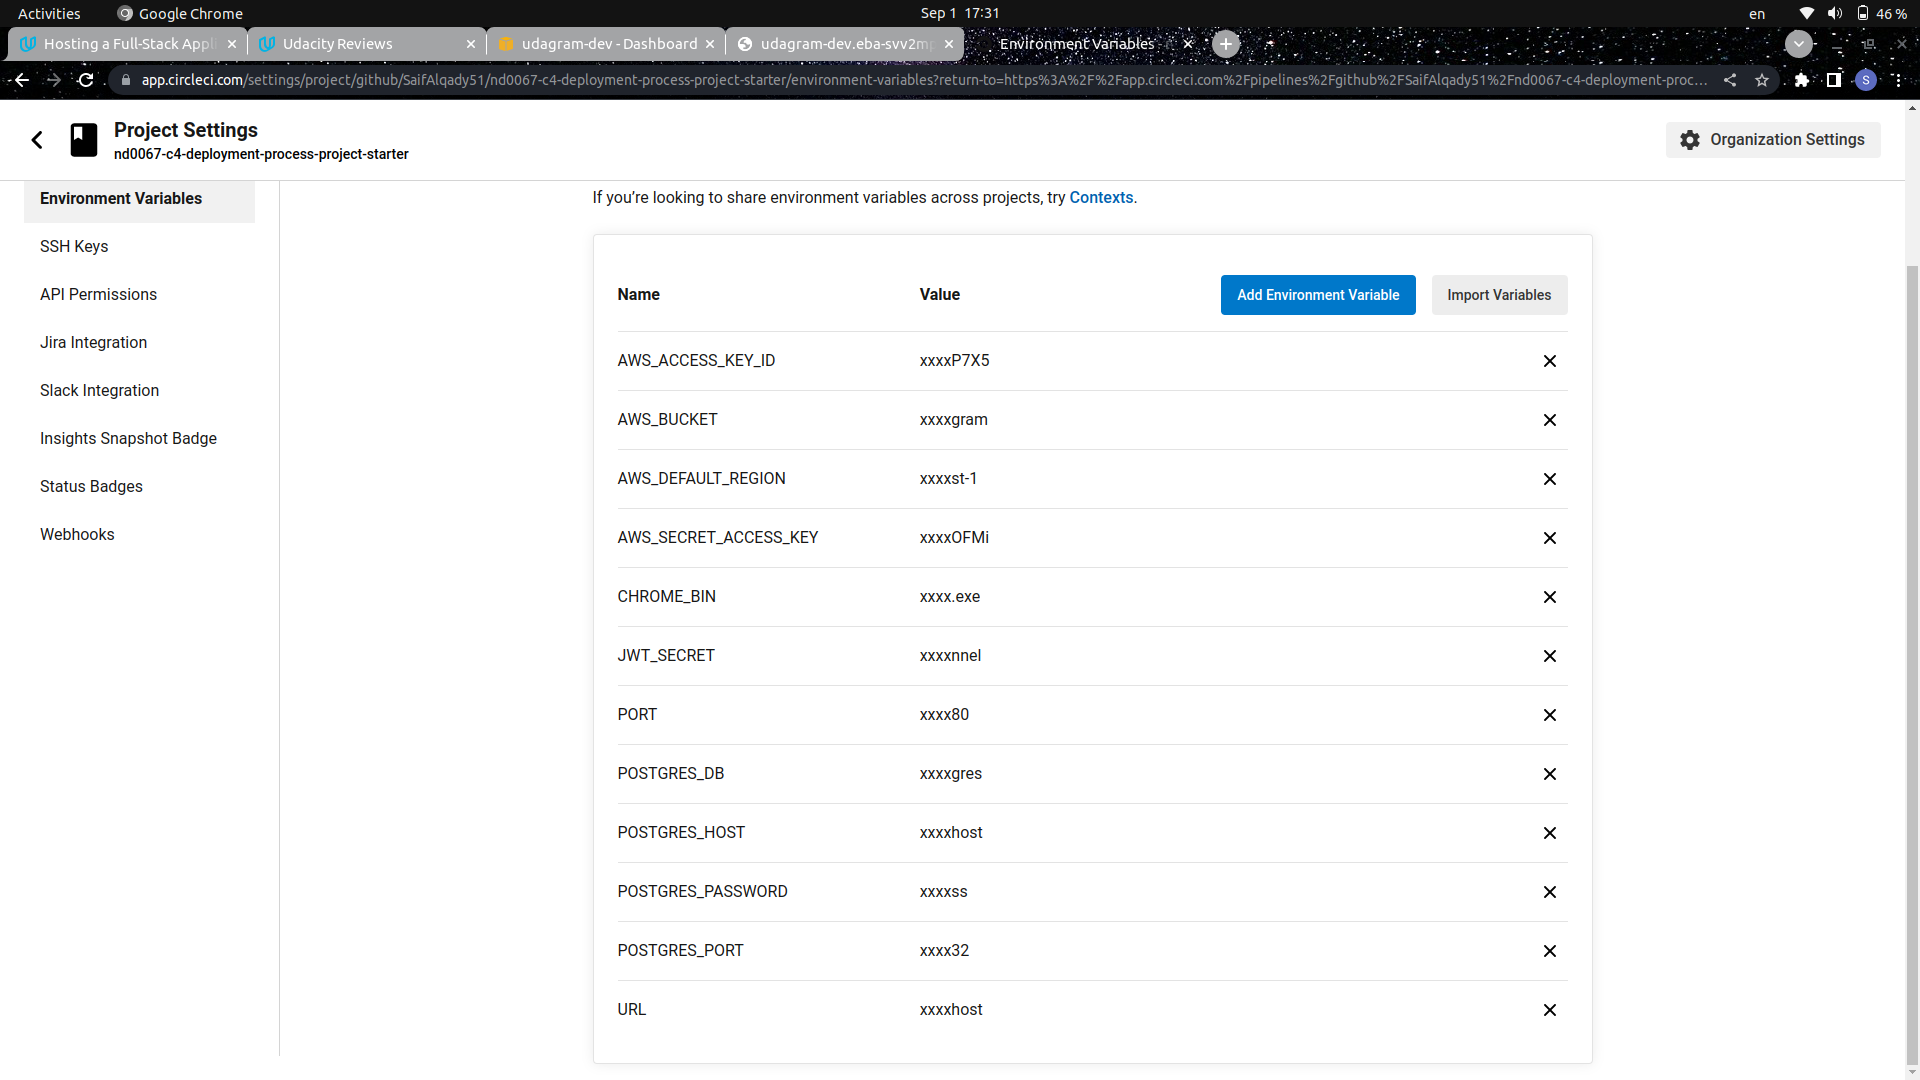 Activities
Google Chrome
Sep 1 17:31
en
46 %
Hosting a Full-Stack Appl
Udacity Reviews
udagram-dev - Dashboard
udagram-dev.eba-svv2mp
Environment Variables
app.circleci.com/settings/project/github/SaifAlqady51/nd0067-c4-deployment-process-project-starter/environment-variables?return-to=https%3A%2F%2Fapp.circleci.com%2Fpipelines%2Fgithub%2FSaifAlqady51%2Fnd0067-c4-deployment-proc...
S
Project Settings
nd0067-c4-deployment-process-project-starter
Organization Settings
Environment Variables
SSH Keys
API Permissions
Jira Integration
Slack Integration
Insights Snapshot Badge
Status Badges
Webhooks
If you’re looking to share environment variables across projects, try Contexts.
Name Value Add Environment Variable Import Variables
AWS_ACCESS_KEY_ID xxxxP7X5
AWS_BUCKET xxxxgram
AWS_DEFAULT_REGION xxxxst-1
AWS_SECRET_ACCESS_KEY xxxxOFMi
CHROME_BIN xxxx.exe
JWT_SECRET xxxxnnel
PORT xxxx80
POSTGRES_DB xxxxgres
POSTGRES_HOST xxxxhost
POSTGRES_PASSWORD xxxxss
POSTGRES_PORT xxxx32
URL xxxxhost